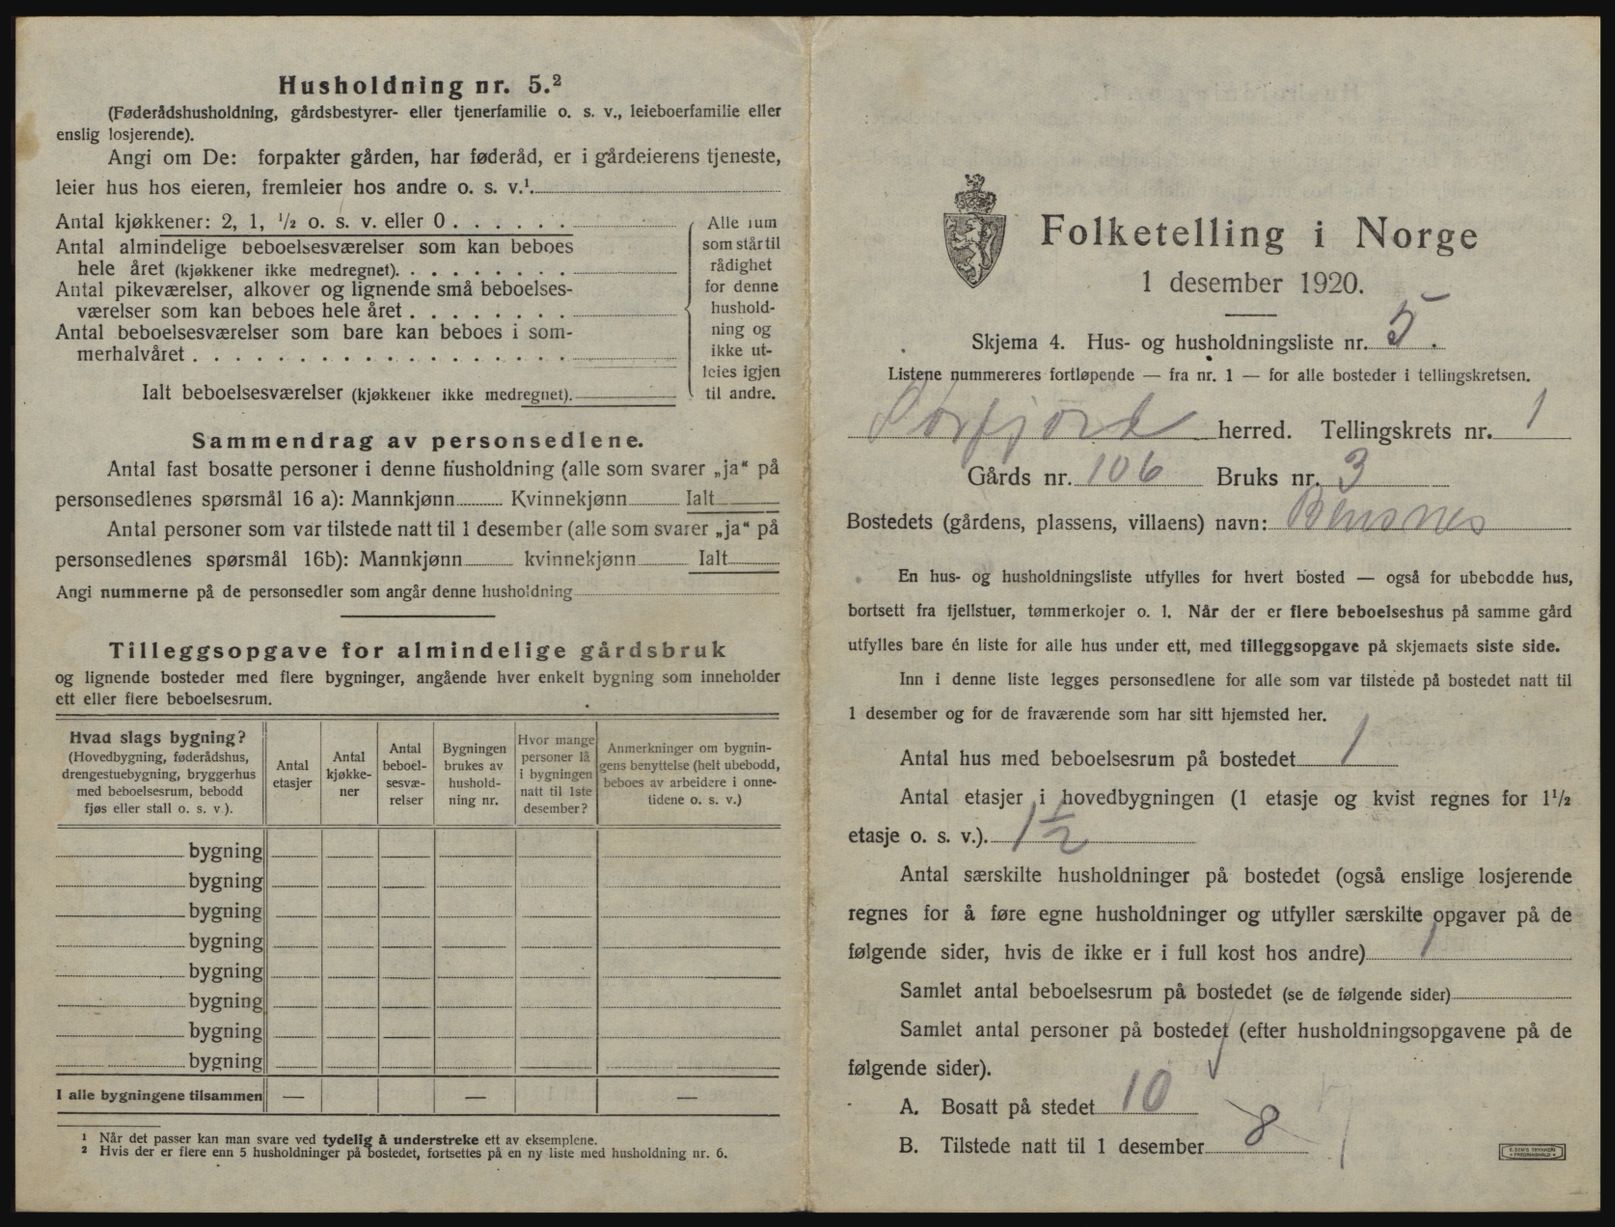 Husholdning nr. 5.²
(Føderådshusholdning, gårdsbestyrer- eller tjenerfamilie o. s. v., leieboerfamilie eller
enslig losjerende).
Angi om De: forpakter gården, har føderåd, er i gårdeierens tjeneste,
leier hus hos eieren, fremleier hos andre o. s. v.¹.
Antal kjøkkener: 2, 1, ¹/₂ o. s. v. eller 0 . . . . . .
Antal almindelige beboelsesværelser som kan beboes
hele året (kjøkkener ikke medregnet). . . . . . . . .
Antal pikeværelser, alkover og lignende små beboelses-
værelser som kan beboes hele året . . . . . . . .
Antal beboelsesværelser som bare kan beboes i som-
merhalvåret . . . . . . . . . . . . . . . . . .
Ialt beboelsesværelser (kjøkkener ikke medregnet).
Alle rum
som står til
rådighet
for denne
hushold-
ning og
ikke ut-
leies igjen
til andre.
Sammendrag av personsedlene.
Antal fast bosatte personer i denne husholdning (alle som svarer „ja“ på
personsedlenes spørsmål 16 a): Mannkjønn Kvinnekjønn Ialt
Antal personer som var tilstede natt til 1 desember (alle som svarer „ja“ på
personsedlenes spørsmål 16b): Mannkjønn kvinnekjønn Ialt
Angi nummerne på de personsedler som angår denne husholdning
Tilleggsopgave for almindelige gårdsbruk
og lignende bosteder med flere bygninger, angående hver enkelt bygning som inneholder
ett eller flere beboelsesrum.
Hvad slags bygning?
(Hovedbygning, føderådshus,
drengestuebygning, bryggerhus
med beboelsesrum, bebodd
fjøs eller stall o. s. v.).
Antal
etasjer
Antal
kjøkke-
ner
Antal
beboel-
sesvæ-
relser
Bygningen
brukes av
hushold-
ning nr.
Hvor mange
personer lå
i bygningen
natt til 1ste
desember?
Anmerkninger om bygnin-
gens benyttelse (helt ubebodd,
beboes av arbeidere i onne-
tidene o. s. v.)
bygning
bygning
bygning
bygning
bygning
bygning
bygning
bygning
I alle bygningene tilsammen — — —
¹ Når det passer kan man svare ved tydelig å understreke ett av eksemplene.
² Hvis der er flere enn 5 husholdninger på bostedet, fortsettes på en ny liste med husholdning nr. 6.
Folketelling i Norge
1 desember 1920.
Skjema 4. Hus- og husholdningsliste nr. 5.
Listene nummereres fortløpende — fra nr. 1 — for alle bosteder i tellingskretsen.
Sørfjord herred. Tellingskrets nr. 1
Gårds nr. 106 Bruks nr. 3
Bostedets (gårdens, plassens, villaens) navn: Bensnes
En hus- og husholdningsliste utfylles for hvert bosted — også for ubebodde hus,
bortsett fra fjellstuer, tømmerkojer o. l. Når der er flere beboelseshus på samme gård
utfylles bare én liste for alle hus under ett, med tilleggsopgave på skjemaets siste side.
Inn i denne liste legges personsedlene for alle som var tilstede på bostedet natt til
1 desember og for de fraværende som har sitt hjemsted her.
Antal hus med beboelsesrum på bostedet 1
Antal etasjer i hovedbygningen (1 etasje og kvist regnes for 1¹/₂
etasje o. s. v.). 1½
Antal særskilte husholdninger på bostedet (også enslige losjerende
regnes for å føre egne husholdninger og utfyller særskilte opgaver på de
følgende sider, hvis de ikke er i full kost hos andre) 1
Samlet antal beboelsesrum på bostedet (se de følgende sider)
Samlet antal personer på bostedet (efter husholdningsopgavene på de
følgende sider).
A. Bosatt på stedet 10
B. Tilstede natt til 1 desember 8